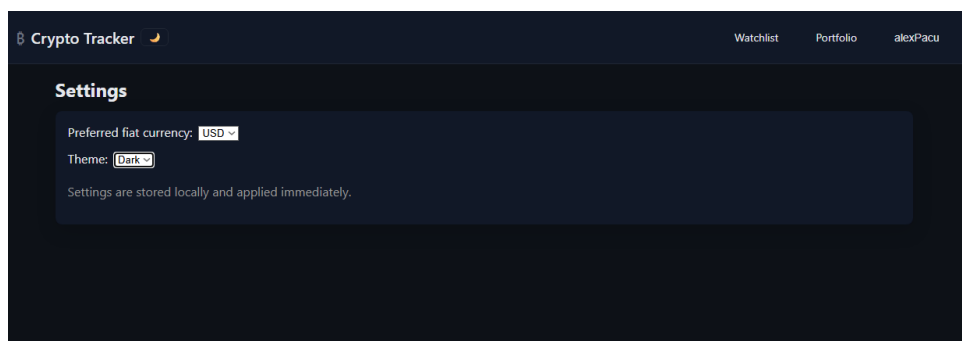 ₿ Crypto Tracker 🌙 Watchlist Portfolio alexPacu
Settings
Preferred fiat currency: USD
Theme: Dark
Settings are stored locally and applied immediately.